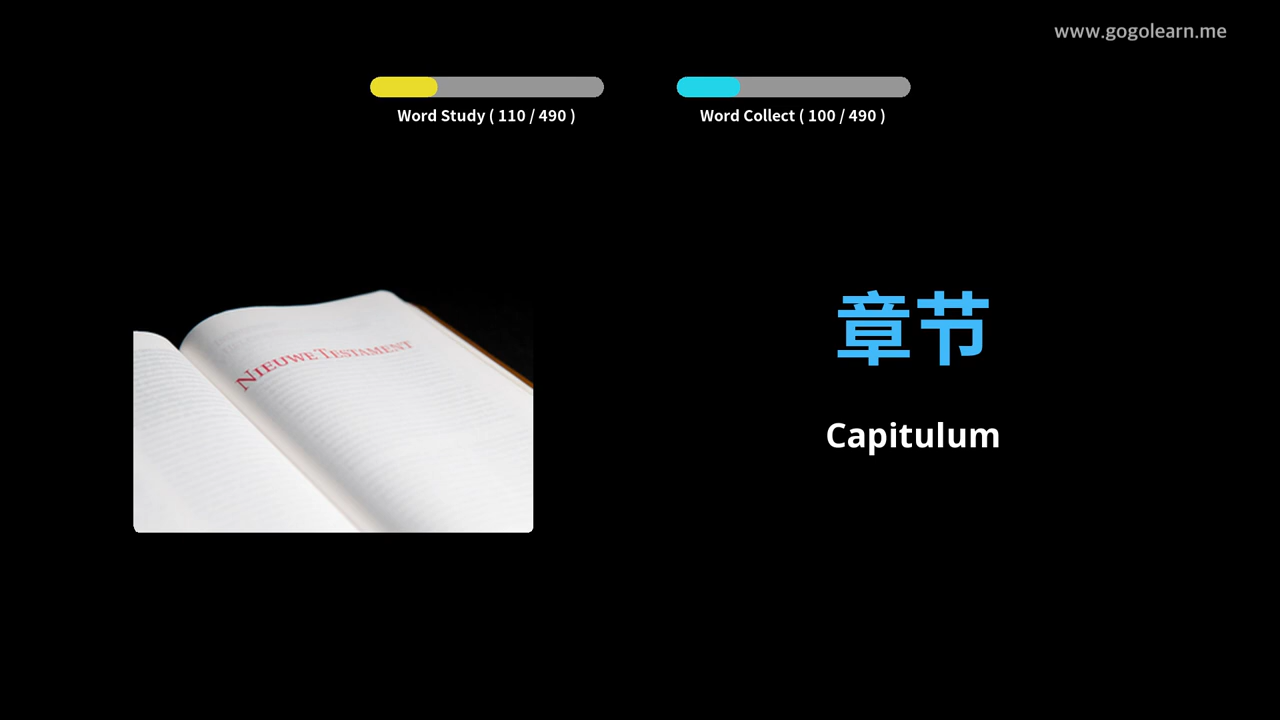 www.gogolearn.me
Word Study ( 110 / 490 )
Word Collect ( 100 / 490 )
NIEUWE TESTAMENT
章节
Capitulum